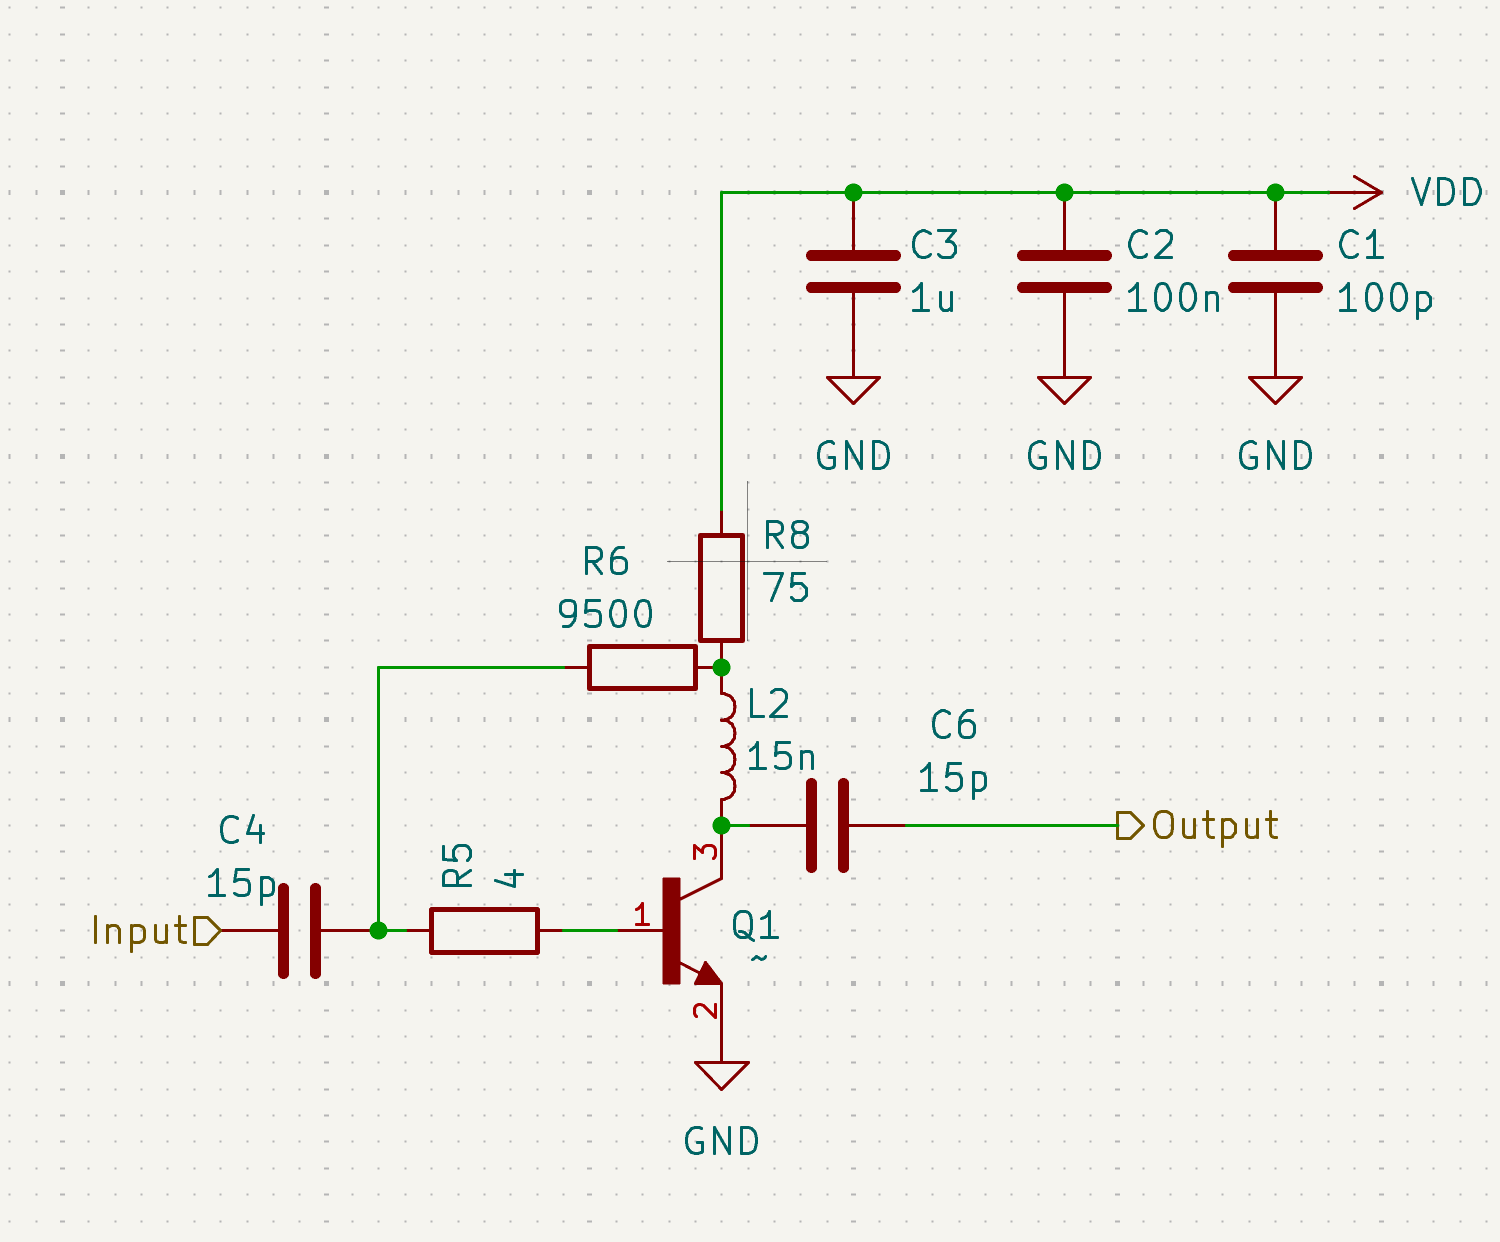 VDD
C3
1u
C2
100n
C1
100p
GND
GND
GND
R8
75
R6
9500
L2
15n
C6
15p
Output
C4
15p
R5
4
3
Input
1
Q1
~
2
GND